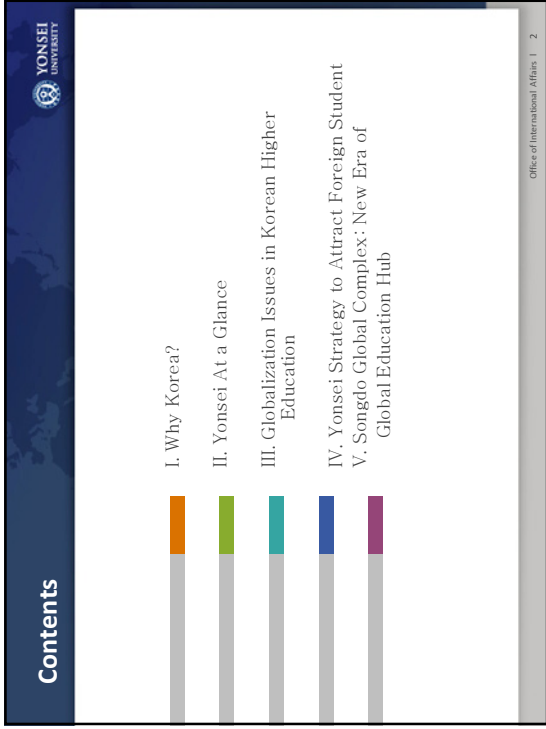 Contents
YONSEI
UNIVERSITY
I. Why Korea?
II. Yonsei At a Glance
III. Globalization Issues in Korean Higher
Education
IV. Yonsei Strategy to Attract Foreign Student
V. Songdo Global Complex: New Era of
Global Education Hub
Office of International Affairs | 2